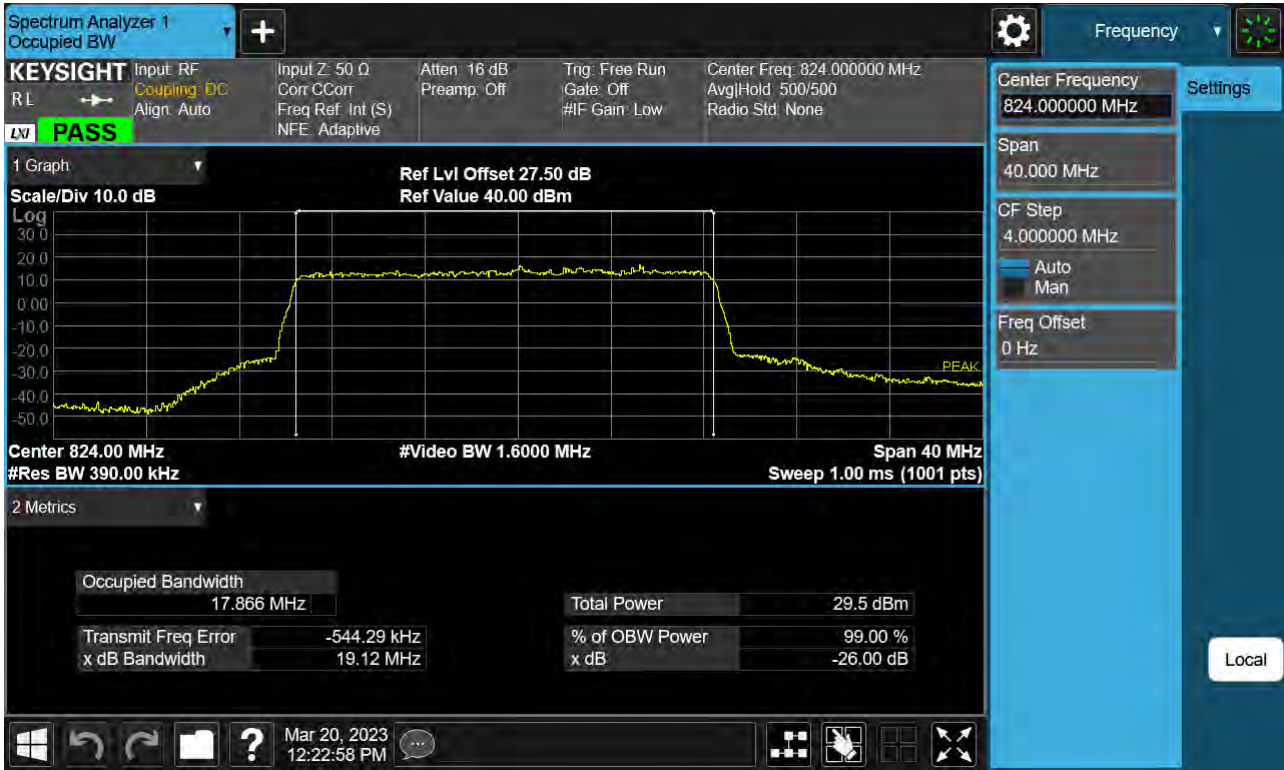 Spectrum Analyzer 1
Occupied BW
+
Frequency
KEYSIGHT
RL
LXI PASS
Input: RF
Coupling: DC
Align: Auto
Input Z: 50 Ω
Corr CCorr
Freq Ref: Int (S)
NFE: Adaptive
Atten: 16 dB
Preamp: Off
Trig: Free Run
Gate: Off
#IF Gain: Low
Center Freq: 824.000000 MHz
Avg|Hold: 500/500
Radio Std: None
Center Frequency
824.000000 MHz
Settings
Span
40.000 MHz
CF Step
4.000000 MHz
Auto
Man
Freq Offset
0 Hz
1 Graph
Scale/Div 10.0 dB
Ref Lvl Offset 27.50 dB
Ref Value 40.00 dBm
Log
30.0
20.0
10.0
0.00
-10.0
-20.0
-30.0
-40.0
-50.0
PEAK
Center 824.00 MHz
#Video BW 1.6000 MHz
Span 40 MHz
#Res BW 390.00 kHz
Sweep 1.00 ms (1001 pts)
2 Metrics
Occupied Bandwidth
17.866 MHz
Total Power 29.5 dBm
Transmit Freq Error -544.29 kHz
% of OBW Power 99.00 %
x dB Bandwidth 19.12 MHz
x dB -26.00 dB
Local
?
Mar 20, 2023
12:22:58 PM